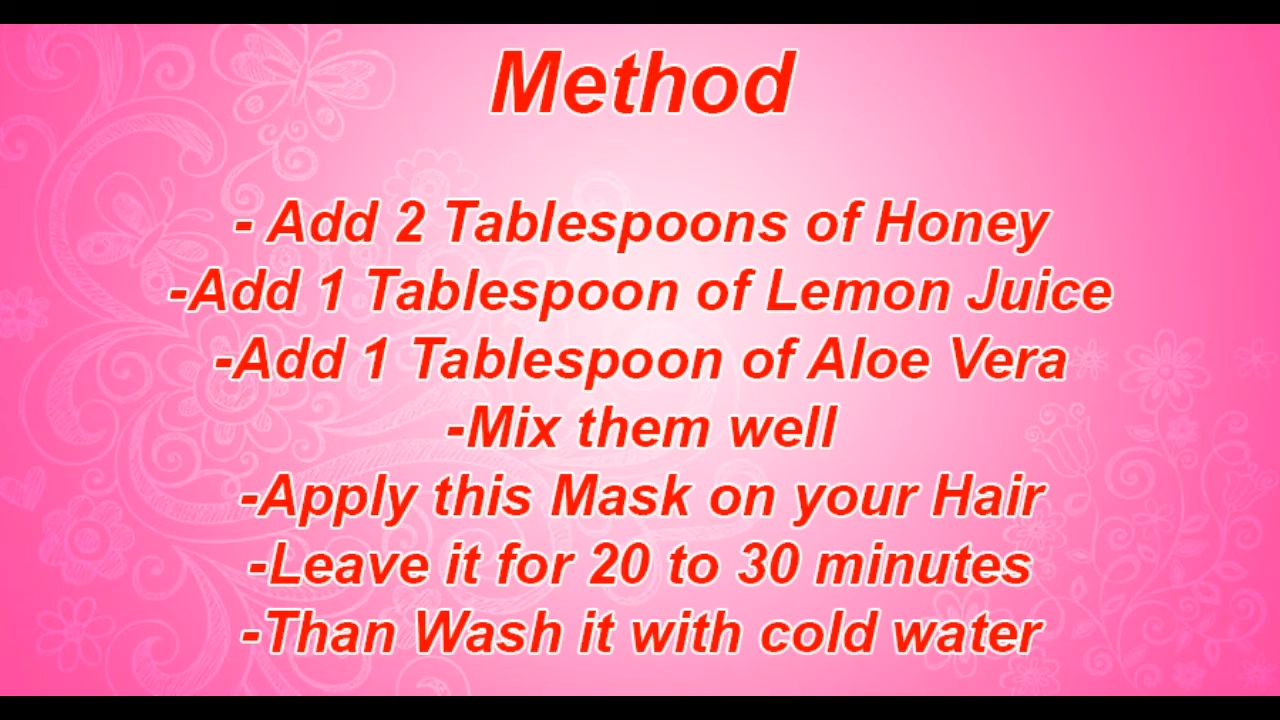 Method
- Add 2 Tablespoons of Honey
-Add 1 Tablespoon of Lemon Juice
-Add 1 Tablespoon of Aloe Vera
-Mix them well
-Apply this Mask on your Hair
-Leave it for 20 to 30 minutes
-Than Wash it with cold water